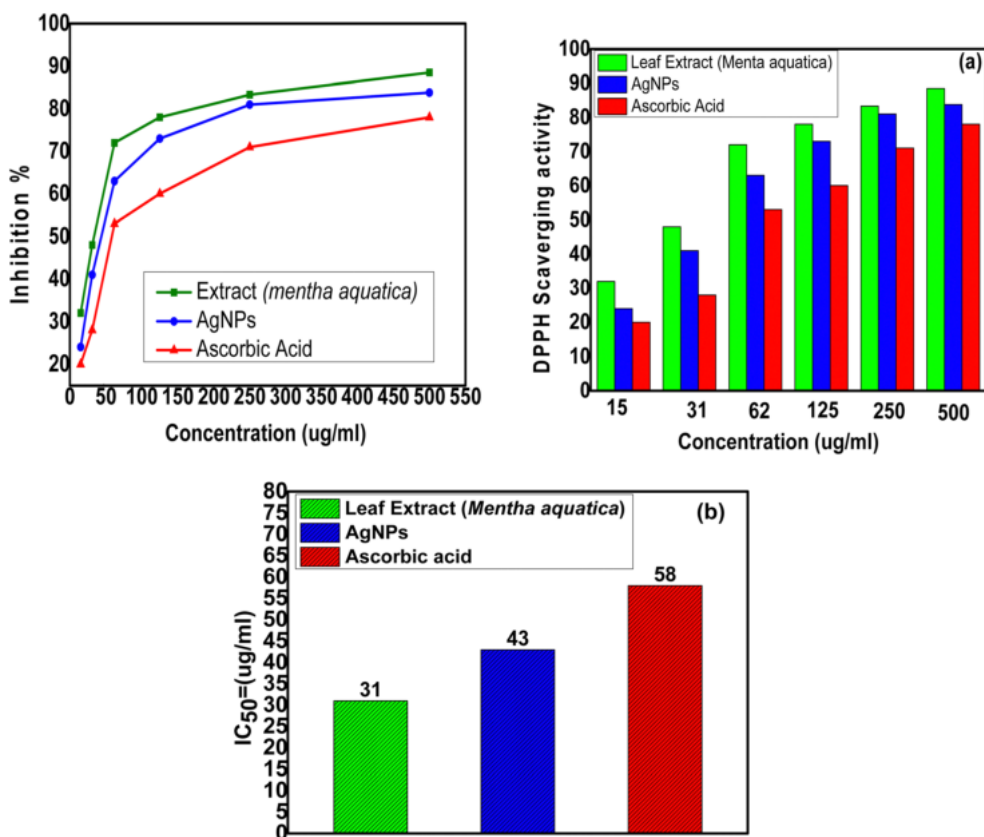 100
90
80
70
60
50
40
30
20
Inhibition %
Extract (mentha aquatica)
AgNPs
Ascorbic Acid
0 50 100 150 200 250 300 350 400 450 500 550
Concentration (ug/ml)
100
90
80
70
60
50
40
30
20
10
0
DPPH Scaverging activity
(a)
Leaf Extract (Menta aquatica)
AgNPs
Ascorbic Acid
15 31 62 125 250 500
Concentration (ug/ml)
80
75
70
65
60
55
50
45
40
35
30
25
20
15
10
5
0
IC50=(ug/ml)
(b)
Leaf Extract (Mentha aquatica)
AgNPs
Ascorbic acid
31
43
58